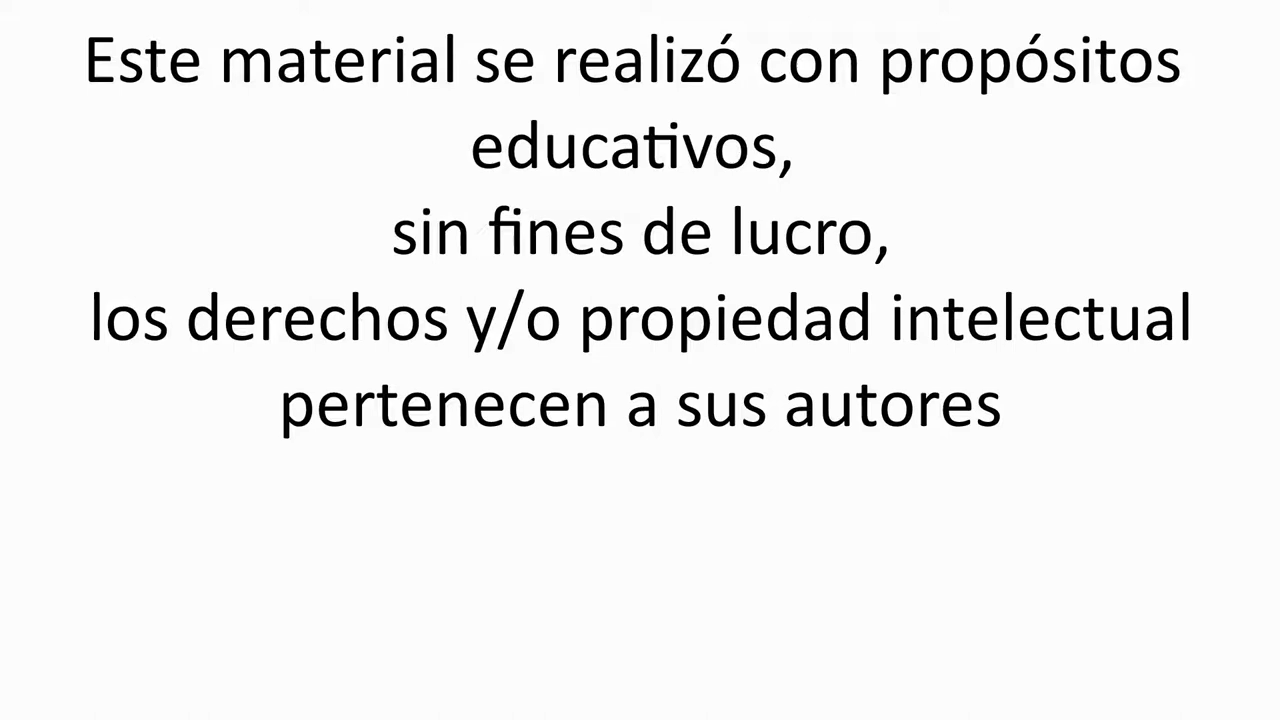 Este material se realizó con propósitos
educativos,
sin fines de lucro,
los derechos y/o propiedad intelectual
pertenecen a sus autores